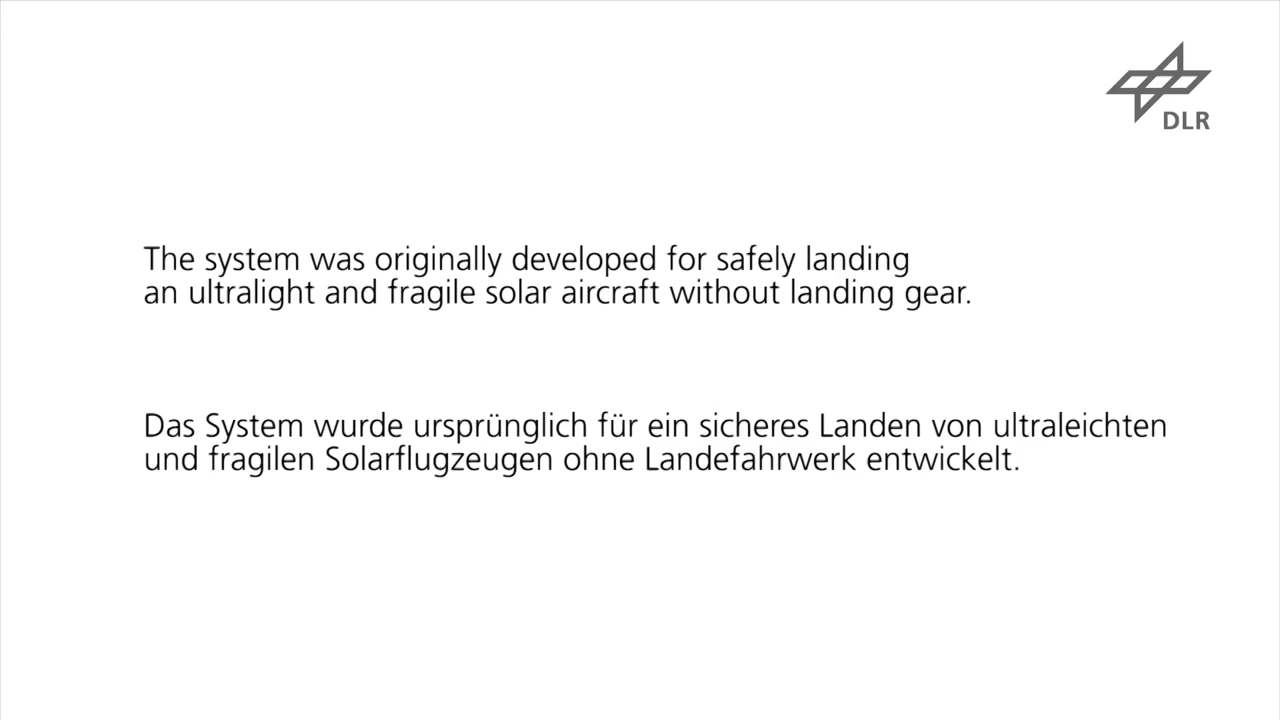 DLR
The system was originally developed for safely landing
an ultralight and fragile solar aircraft without landing gear.
Das System wurde ursprünglich für ein sicheres Landen von ultraleichten
und fragilen Solarflugzeugen ohne Landefahrwerk entwickelt.